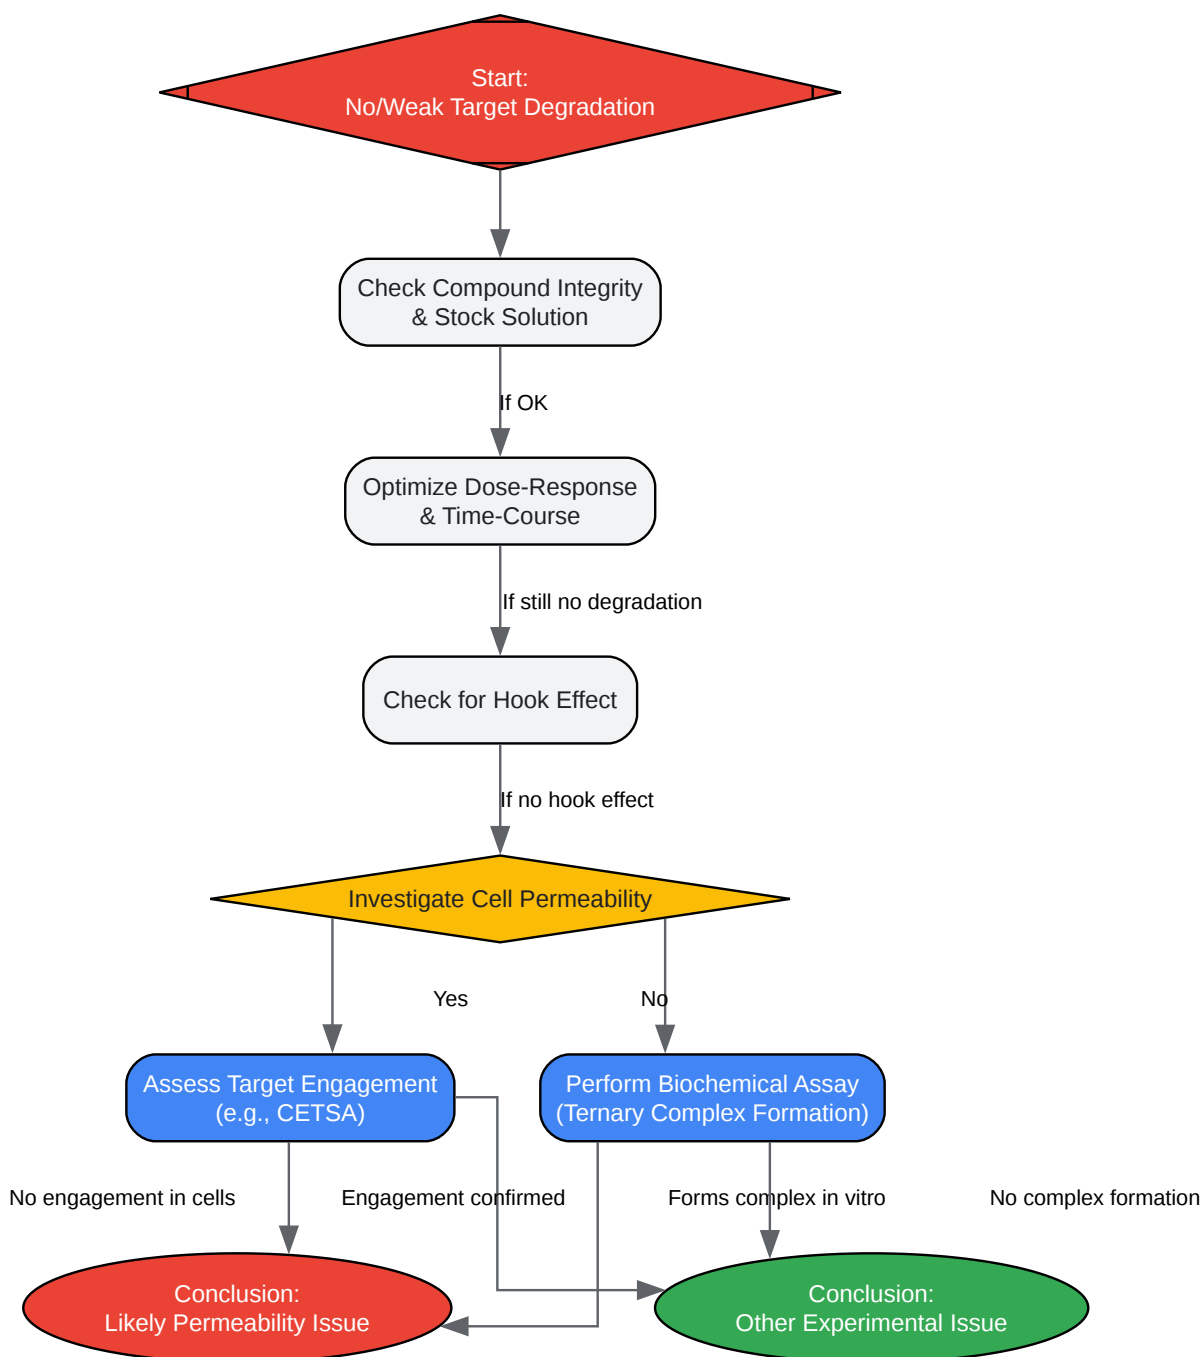 Start:
No/Weak Target Degradation
Check Compound Integrity
& Stock Solution
If OK
Optimize Dose-Response
& Time-Course
If still no degradation
Check for Hook Effect
If no hook effect
Investigate Cell Permeability
Yes
No
Assess Target Engagement
(e.g., CETSA)
Perform Biochemical Assay
(Ternary Complex Formation)
No engagement in cells
Engagement confirmed
Forms complex in vitro
No complex formation
Conclusion:
Likely Permeability Issue
Conclusion:
Other Experimental Issue